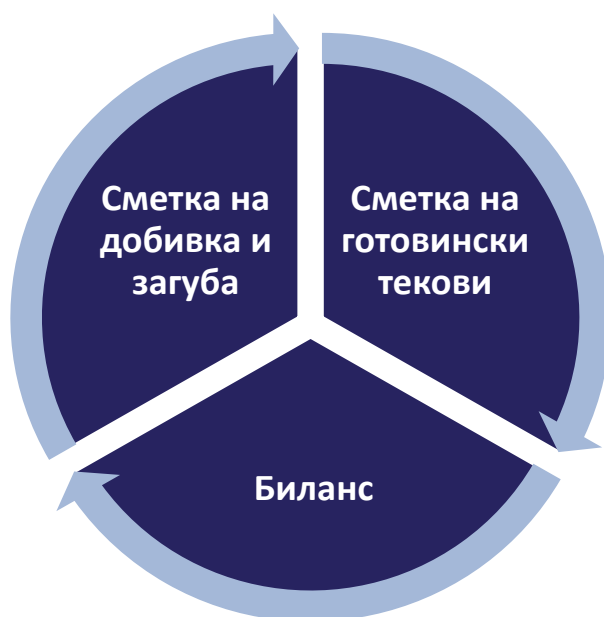 Сметка на
добивка и
загуба
Сметка на
готовински
текови
Биланс